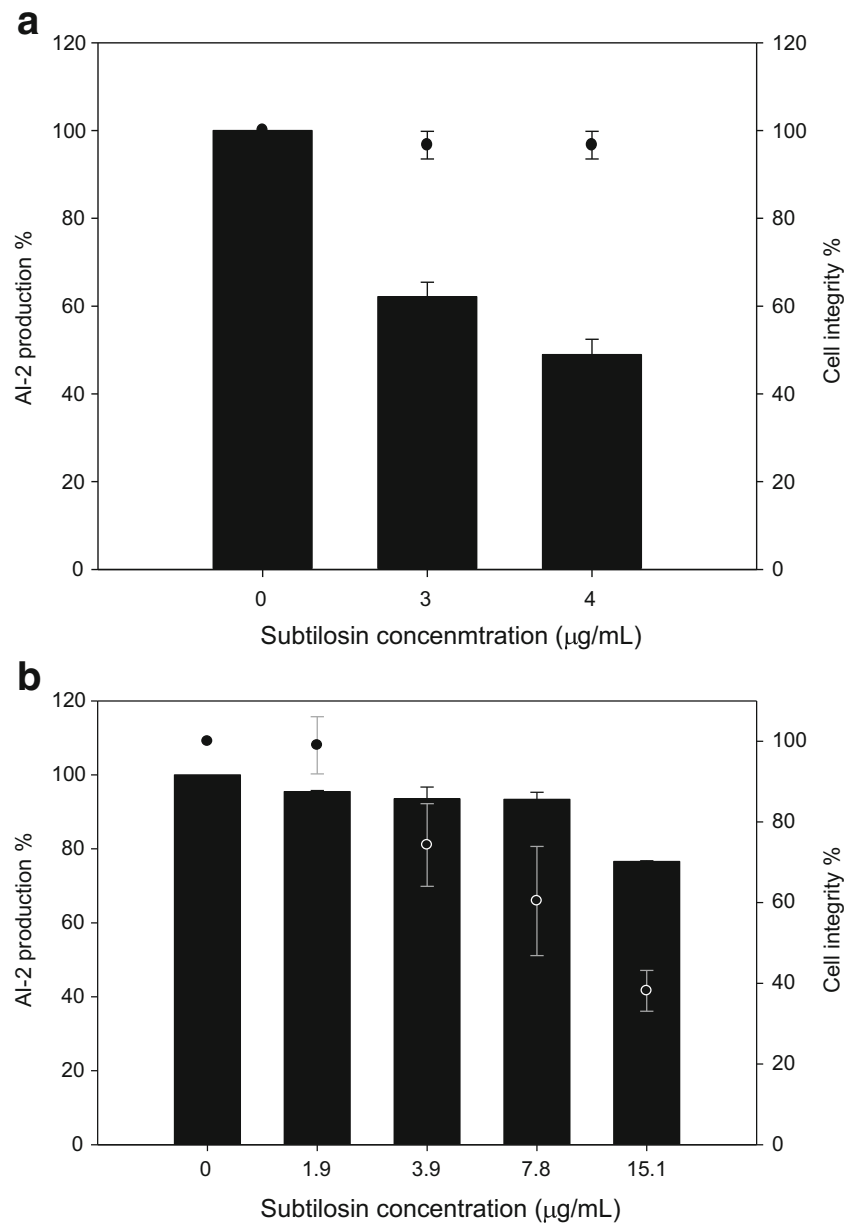 a
120
100
80
60
40
20
0
AI-2 production %
120
100
80
60
40
20
0
Cell integrity %
0 3 4
Subtilosin concenmtration (μg/mL)
b
120
100
80
60
40
20
0
AI-2 production %
100
80
60
40
20
0
Cell integrity %
0 1.9 3.9 7.8 15.1
Subtilosin concentration (μg/mL)